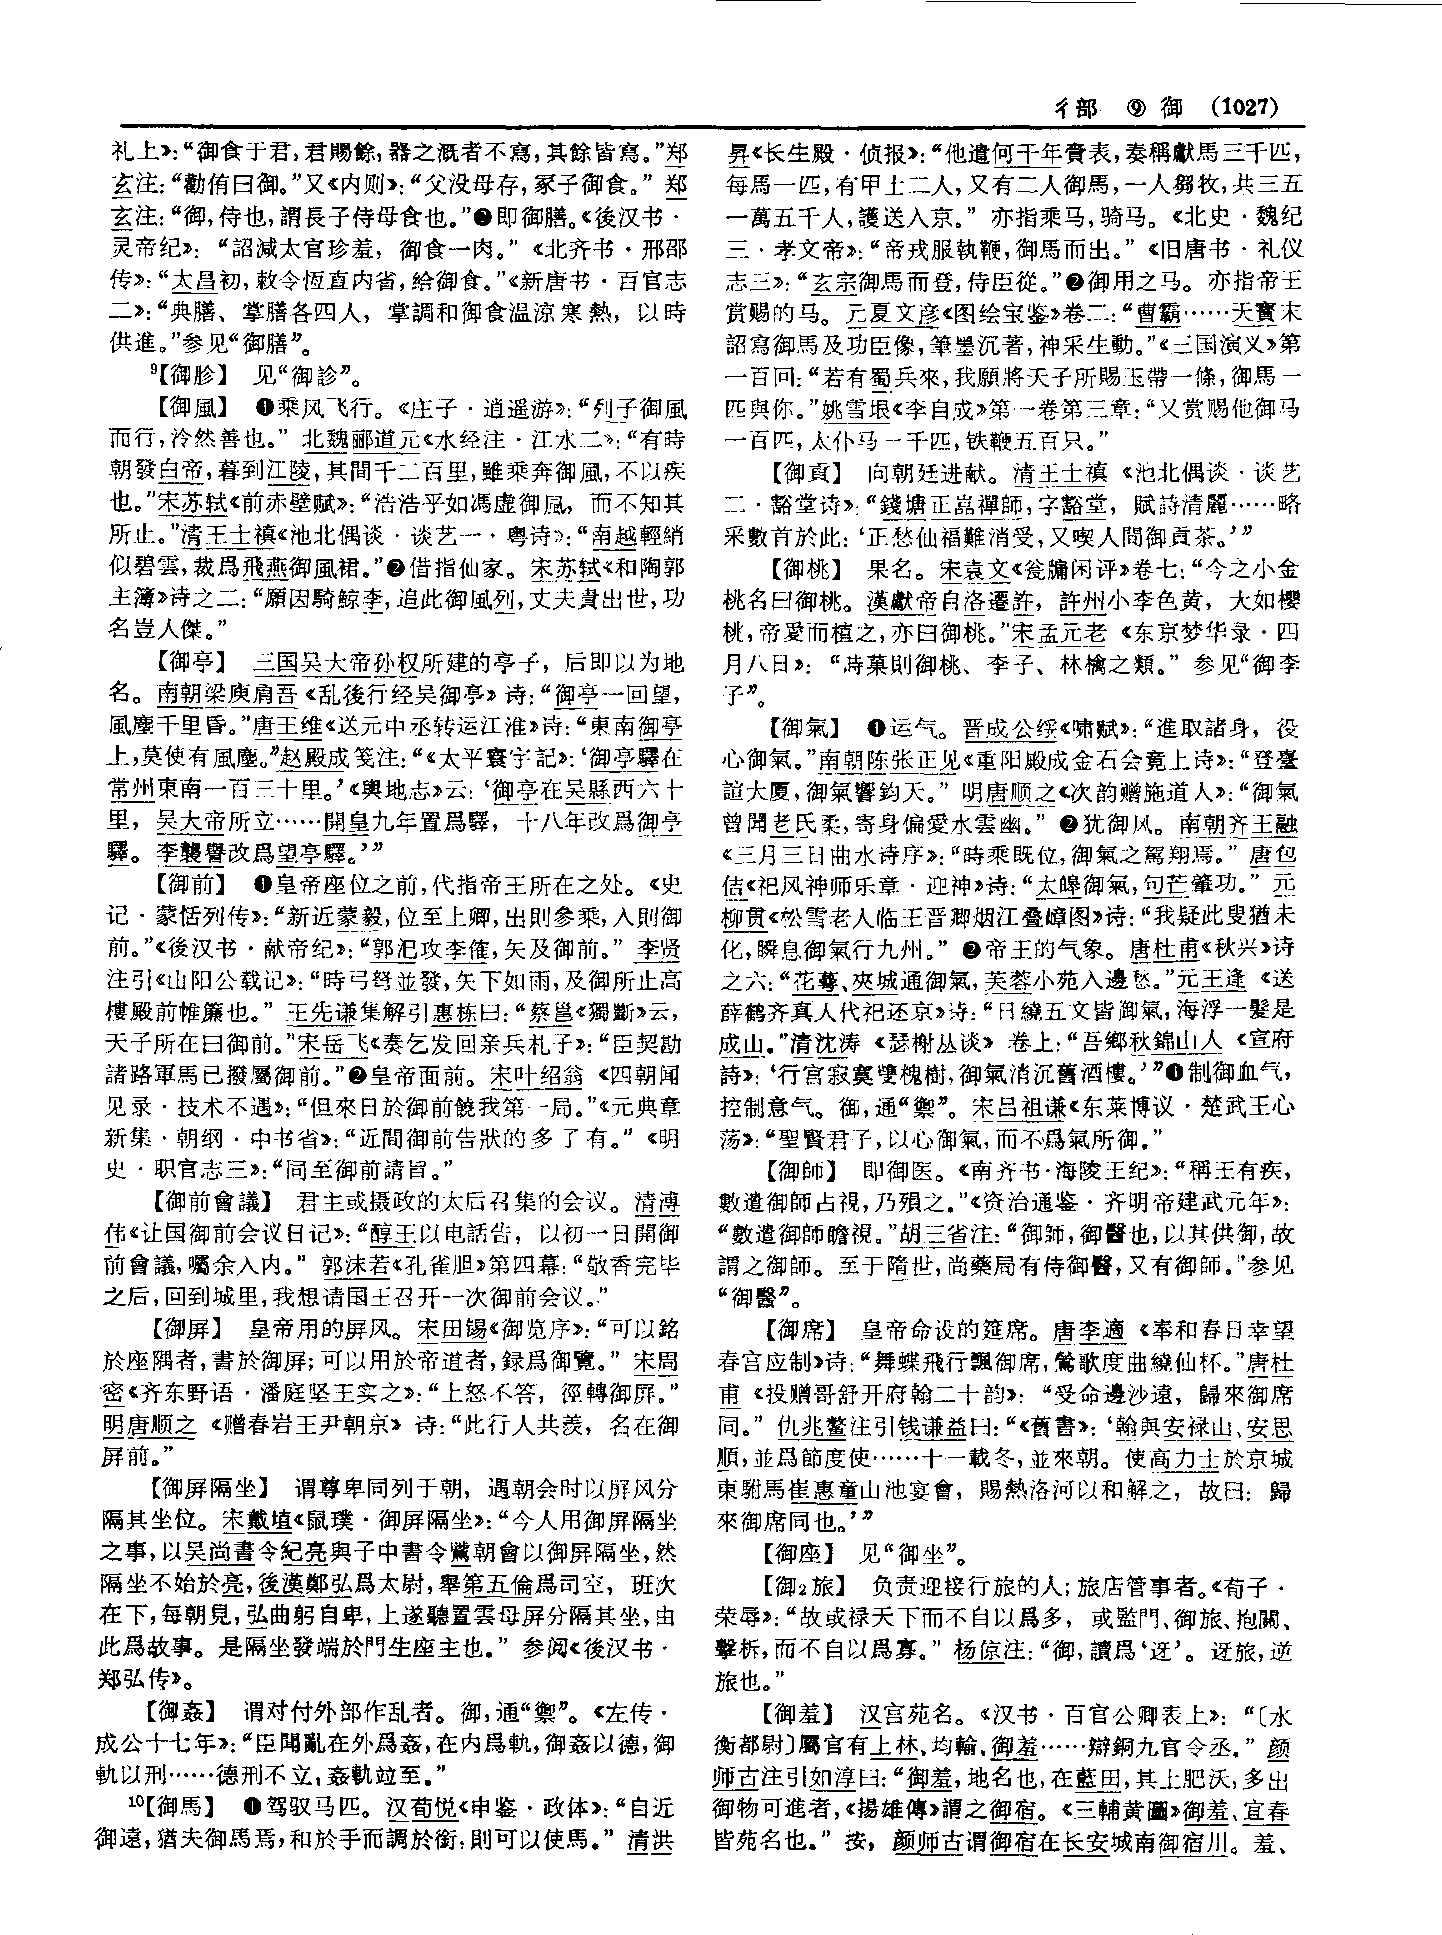 彳部 ⑨ 御 (1027)
礼上》：“御食于君，君賜餘，器之溉者不寫，其餘皆寫。”郑
玄注：“勸侑曰御。”又《内则》：“父没母存，冢子御食。”郑
玄注：“御，侍也，謂長子侍母食也。”❷即御膳。《後汉书·
灵帝纪》：“詔減太官珍羞，御食一肉。”《北齐书·邢邵
传》：“太昌初，敕令恆直内省，给御食。”《新唐书·百官志
二》：“典膳、掌膳各四人，掌調和御食温涼寒熱，以時
供進。”参见“御膳”。
9【御胗】 见“御診”。
【御風】 ❶乘风飞行。《庄子·逍遥游》：“列子御風
而行，泠然善也。”北魏郦道元《水经注·江水二》：“有時
朝發白帝，暮到江陵，其間千二百里，雖乘奔御風，不以疾
也。”宋苏轼《前赤壁赋》：“浩浩乎如馮虚御風，而不知其
所止。”清王士禛《池北偶谈·谈艺一·粤诗》：“南越輕綃
似碧雲，裁爲飛燕御風裙。”❷借指仙家。宋苏轼《和陶郭
主簿》诗之二：“願因騎鯨李，追此御風列，丈夫貴出世，功
名豈人傑。”
【御亭】 三国吴大帝孙权所建的亭子，后即以为地
名。南朝梁庾肩吾《乱後行经吴御亭》诗：“御亭一回望，
風塵千里昏。”唐王维《送元中丞转运江淮》诗：“東南御亭
上，莫使有風塵。”赵殿成笺注：“《太平寰宇記》：‘御亭驛在
常州東南一百三十里。’《輿地志》云：‘御亭在吴縣西六十
里，吴大帝所立……開皇九年置爲驛，十八年改爲御亭
驛。李襲譽改爲望亭驛。’”
【御前】 ❶皇帝座位之前，代指帝王所在之处。《史
记·蒙恬列传》：“新近蒙毅，位至上卿，出則參乘，入則御
前。”《後汉书·献帝纪》：“郭汜攻李傕，矢及御前。”李贤
注引《山阳公载记》：“時弓弩並發，矢下如雨，及御所止高
樓殿前帷簾也。”王先谦集解引惠栋曰：“蔡邕《獨斷》云，
天子所在曰御前。”宋岳飞《奏乞发回亲兵札子》：“臣契勘
諸路軍馬已撥屬御前。”❷皇帝面前。宋叶绍翁《四朝闻
见录·技术不遇》：“但來日於御前饒我第一局。”《元典章
新集·朝纲·中书省》：“近間御前告狀的多了有。”《明
史·职官志三》：“同至御前請旨。”
【御前會議】 君主或摄政的太后召集的会议。清溥
伟《让国御前会议日记》：“醇王以电話告，以初一日開御
前會議，囑余入内。”郭沫若《孔雀胆》第四幕：“敬香完毕
之后，回到城里，我想请国王召开一次御前会议。”
【御屏】 皇帝用的屏风。宋田锡《御览序》：“可以銘
於座隅者，書於御屏；可以用於帝道者，録爲御覽。”宋周
密《齐东野语·潘庭坚王实之》：“上怒不答，徑轉御屏。”
明唐顺之《赠春岩王尹朝京》诗：“此行人共羨，名在御
屏前。”
【御屏隔坐】 谓尊卑同列于朝，遇朝会时以屏风分
隔其坐位。宋戴埴《鼠璞·御屏隔坐》：“今人用御屏隔坐
之事，以吴尚書令紀亮與子中書令騭朝會以御屏隔坐，然
隔坐不始於亮，後漢鄭弘爲太尉，舉第五倫爲司空，班次
在下，每朝見，弘曲躬自卑，上遂聽置雲母屏分隔其坐，由
此爲故事。是隔坐發端於門生座主也。”参阅《後汉书·
郑弘传》。
【御姦】 谓对付外部作乱者。御，通“禦”。《左传·
成公十七年》：“臣聞亂在外爲姦，在内爲軌，御姦以德，御
軌以刑……德刑不立，姦軌竝至。”
10【御馬】 ❶驾驭马匹。汉荀悦《申鉴·政体》：“自近
御遠，猶夫御馬焉，和於手而調於銜，則可以使馬。”清洪
昇《长生殿·侦报》：“他遣何千年賫表，奏稱獻馬三千匹，
每馬一匹，有甲士二人，又有二人御馬，一人芻牧，共三五
一萬五千人，護送入京。”亦指乘马，骑马。《北史·魏纪
三·孝文帝》：“帝戎服執鞭，御馬而出。”《旧唐书·礼仪
志三》：“玄宗御馬而登，侍臣從。”❷御用之马。亦指帝王
赏赐的马。元夏文彦《图绘宝鉴》卷二：“曹霸……天寶末
詔寫御馬及功臣像，筆墨沉著，神采生動。”《三国演义》第
一百回：“若有蜀兵來，我願將天子所賜玉帶一條，御馬一
匹與你。”姚雪垠《李自成》第一卷第三章：“又赏赐他御马
一百匹，太仆马一千匹，铁鞭五百只。”
【御貢】 向朝廷进献。清王士禛《池北偶谈·谈艺
二·豁堂诗》：“錢塘正嵒禪師，字豁堂，賦詩清麗……略
采數首於此：‘正愁仙福難消受，又喫人間御貢茶。’”
【御桃】 果名。宋袁文《瓮牖闲评》卷七：“今之小金
桃名曰御桃。漢獻帝自洛遷許，許州小李色黄，大如櫻
桃，帝愛而植之，亦曰御桃。”宋孟元老《东京梦华录·四
月八日》：“時菓則御桃、李子、林檎之類。”参见“御李
子”。
【御氣】 ❶运气。晋成公绥《啸赋》：“進取諸身，役
心御氣。”南朝陈张正见《重阳殿成金石会竟上诗》：“登臺
誼大厦，御氣響鈞天。”明唐顺之《次韵赠施道人》：“御氣
曾聞老氏柔，寄身偏愛水雲幽。”❷犹御风。南朝齐王融
《三月三日曲水诗序》：“時乘既位，御氣之駕翔焉。”唐包
佶《祀风神师乐章·迎神》诗：“太皞御氣，句芒肇功。”元
柳贯《松雪老人临王晋卿烟江叠嶂图》诗：“我疑此叟猶未
化，瞬息御氣行九州。”❷帝王的气象。唐杜甫《秋兴》诗
之六：“花萼、夾城通御氣，芙蓉小苑入邊愁。”元王逢《送
薛鹤齐真人代祀还京》诗：“日繞五文皆御氣，海浮一髮是
成山。”清沈涛《瑟榭丛谈》卷上：“吾鄉秋錦山人《宣府
詩》：‘行宮寂寞雙槐樹，御氣消沉舊酒樓。’”❶制御血气，
控制意气。御，通“禦”。宋吕祖谦《东莱博议·楚武王心
荡》：“聖賢君子，以心御氣，而不爲氣所御。”
【御師】 即御医。《南齐书·海陵王纪》：“稱王有疾，
數遣御師占視，乃殞之。”《资治通鉴·齐明帝建武元年》：
“數遣御師瞻視。”胡三省注：“御師，御醫也，以其供御，故
謂之御師。至于隋世，尚藥局有侍御醫，又有御師。”参见
“御醫”。
【御席】 皇帝命设的筵席。唐李適《奉和春日幸望
春宫应制》诗：“舞蝶飛行飄御席，鶯歌度曲繞仙杯。”唐杜
甫《投赠哥舒开府翰二十韵》：“受命邊沙遠，歸來御席
同。”仇兆鳌注引钱谦益曰：“《舊書》：‘翰與安禄山、安思
順，並爲節度使……十一載冬，並來朝。使高力士於京城
東駙馬崔惠童山池宴會，賜熱洛河以和解之，故曰：歸
來御席同也。’”
【御座】 见“御坐”。
【御2旅】 负责迎接行旅的人；旅店管事者。《荀子·
荣辱》：“故或禄天下而不自以爲多，或監門、御旅、抱關、
擊柝，而不自以爲寡。”杨倞注：“御，讀爲‘迓’。迓旅，逆
旅也。”
【御羞】 汉宫苑名。《汉书·百官公卿表上》：“〔水
衡都尉〕屬官有上林、均輸、御羞……辯銅九官令丞。”颜
师古注引如淳曰：“御羞，地名也，在藍田，其土肥沃，多出
御物可進者，《揚雄傳》謂之御宿。《三輔黄圖》御羞、宜春
皆苑名也。”按，颜师古谓御宿在长安城南御宿川。羞、